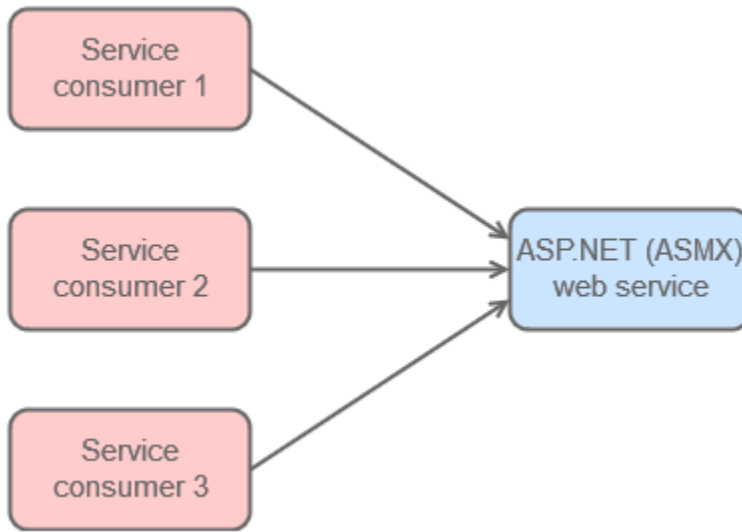 Service
consumer 1
Service
consumer 2
ASP.NET (ASMX)
web service
Service
consumer 3